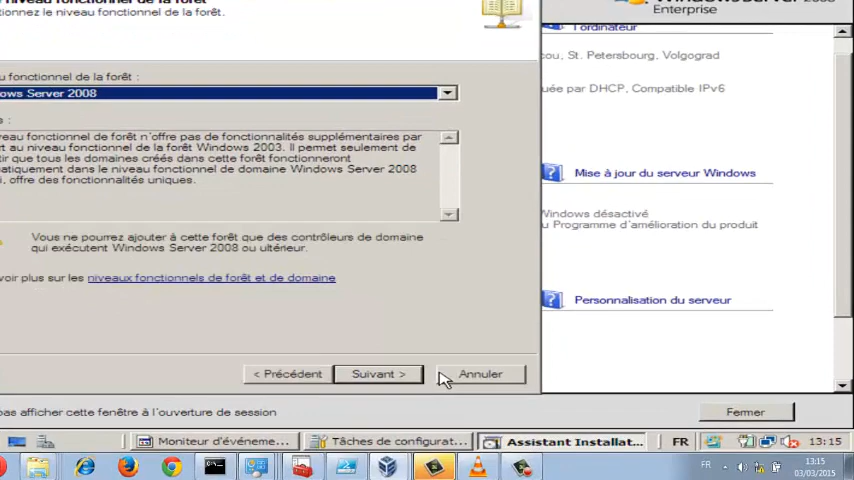 niveau fonctionnel de la forêt
ctionnez le niveau fonctionnel de la forêt.
u fonctionnel de la forêt :
ows Server 2008
s :
veau fonctionnel de forêt n'offre pas de fonctionnalités supplémentaires par
rt au niveau fonctionnel de la forêt Windows 2003. Il permet seulement de
tir que tous les domaines créés dans cette forêt fonctionneront
matiquement dans le niveau fonctionnel de domaine Windows Server 2008
i, offre des fonctionnalités uniques.
Vous ne pourrez ajouter à cette forêt que des contrôleurs de domaine
qui exécutent Windows Server 2008 ou ultérieur.
voir plus sur les niveaux fonctionnels de forêt et de domaine
< Précédent
Suivant >
Annuler
Windows Server 2008
Enterprise
l'ordinateur
cou, St. Petersbourg, Volgograd
uée par DHCP, Compatible IPv6
Mise à jour du serveur Windows
Windows désactivé
u Programme d'amélioration du produit
Personnalisation du serveur
pas afficher cette fenêtre à l'ouverture de session
Fermer
Moniteur d'événeme...
Tâches de configurat...
Assistant Installat...
FR
13:15
FR
13:15
03/03/2015